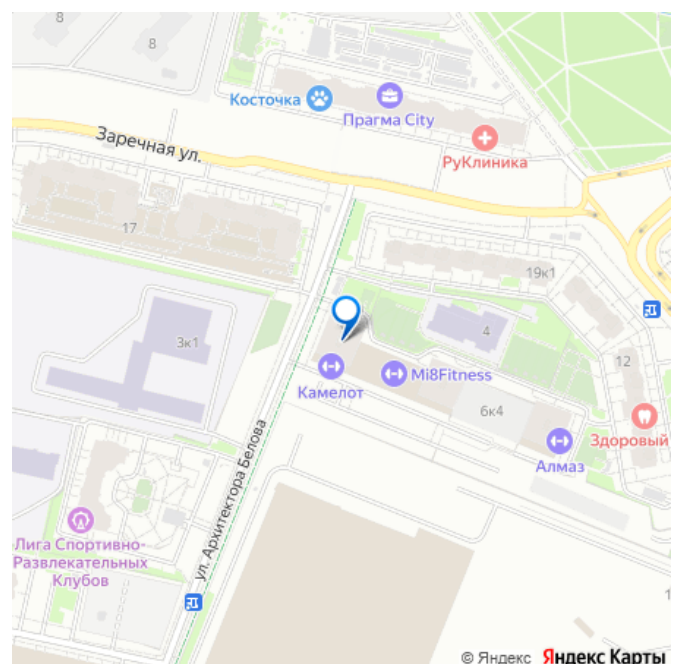 8
8
Косточка
Прагма City
РуКлиника
Заречная ул.
17
19к1
3к1
4
12
Mi8Fitness
Камелот
6к4
Здоровый
Алмаз
ул. Архитектора Белова
Лига Спортивно-
Развлекательных
Клубов
1
© Яндекс Яндекс Карты